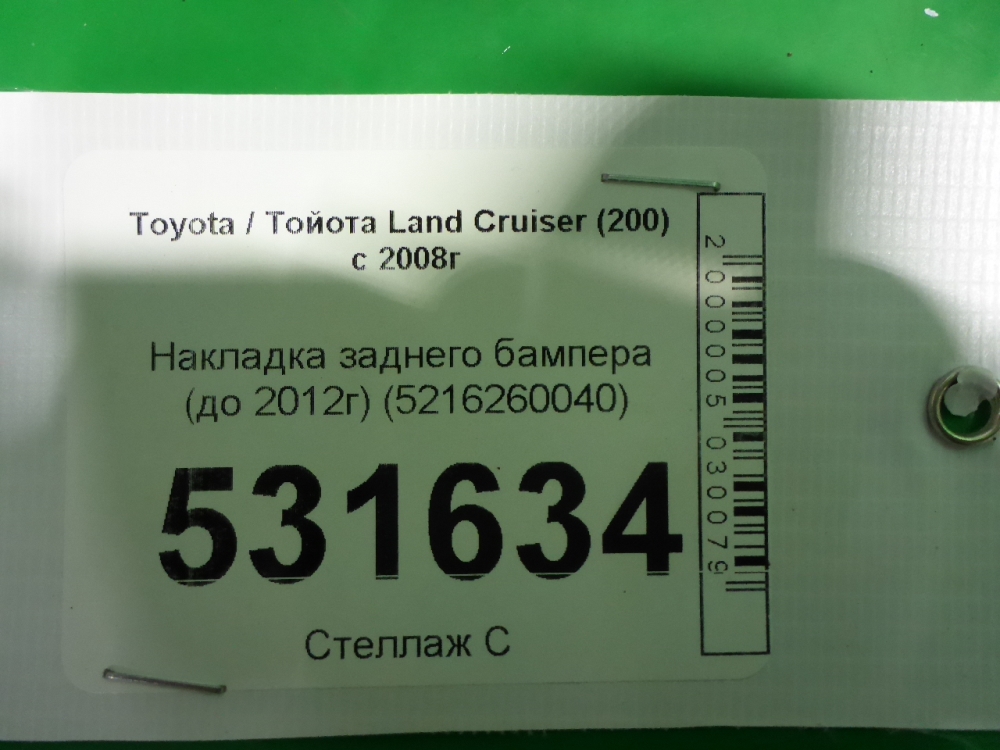 Toyota / Тойота Land Cruiser (200)
с 2008г
Накладка заднего бампера
(до 2012г) (5216260040)
531634
Стеллаж С
2 000005 030079